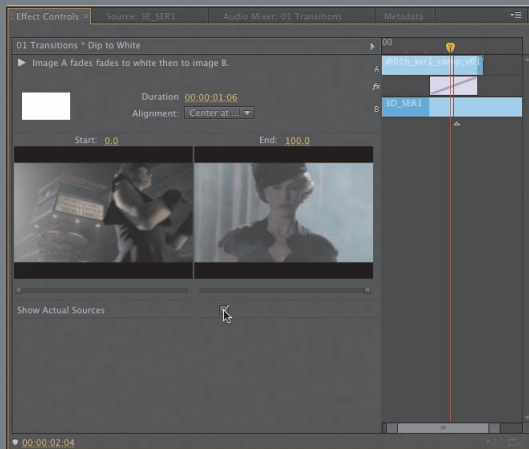 Effect Controls × Source: 3E_SER3 Audio Mixer: 01 Transitions Metadata
01 Transitions * Dip to White
Image A fades fades to white then to image B.
Duration 00:00:01:06
Alignment: Center at ...
Start: 0.0 End: 100.0
Show Actual Sources
00:00:02:04
00
A dl01b_ser1_comp_v01
fx
B 3D_SER1